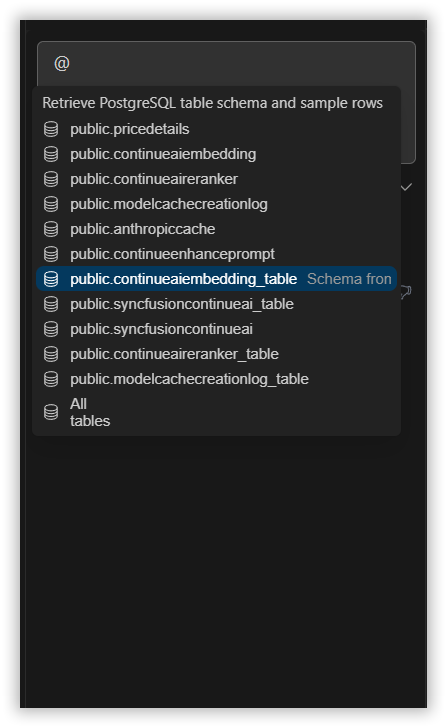 @
Retrieve PostgreSQL table schema and sample rows
public.pricedetails
public.continueaiembedding
public.continueaireranker
public.modelcachecreationlog
public.anthropiccache
public.continueenhanceprompt
public.continueaiembedding_table Schema fron
public.syncfusioncontinueai_table
public.syncfusioncontinueai
public.continueaireranker_table
public.modelcachecreationlog_table
All
tables